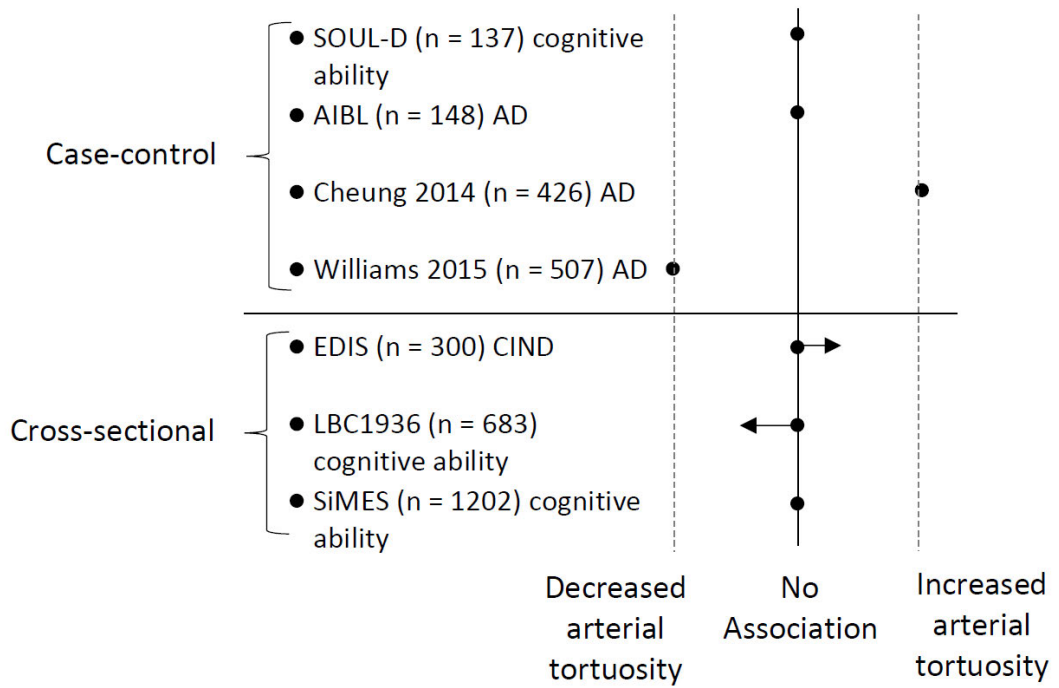 Case-control
● SOUL-D (n = 137) cognitive
ability
● AIBL (n = 148) AD
● Cheung 2014 (n = 426) AD
● Williams 2015 (n = 507) AD
Cross-sectional
● EDIS (n = 300) CIND
● LBC1936 (n = 683)
cognitive ability
● SiMES (n = 1202) cognitive
ability
Decreased
arterial
tortuosity
No
Association
Increased
arterial
tortuosity